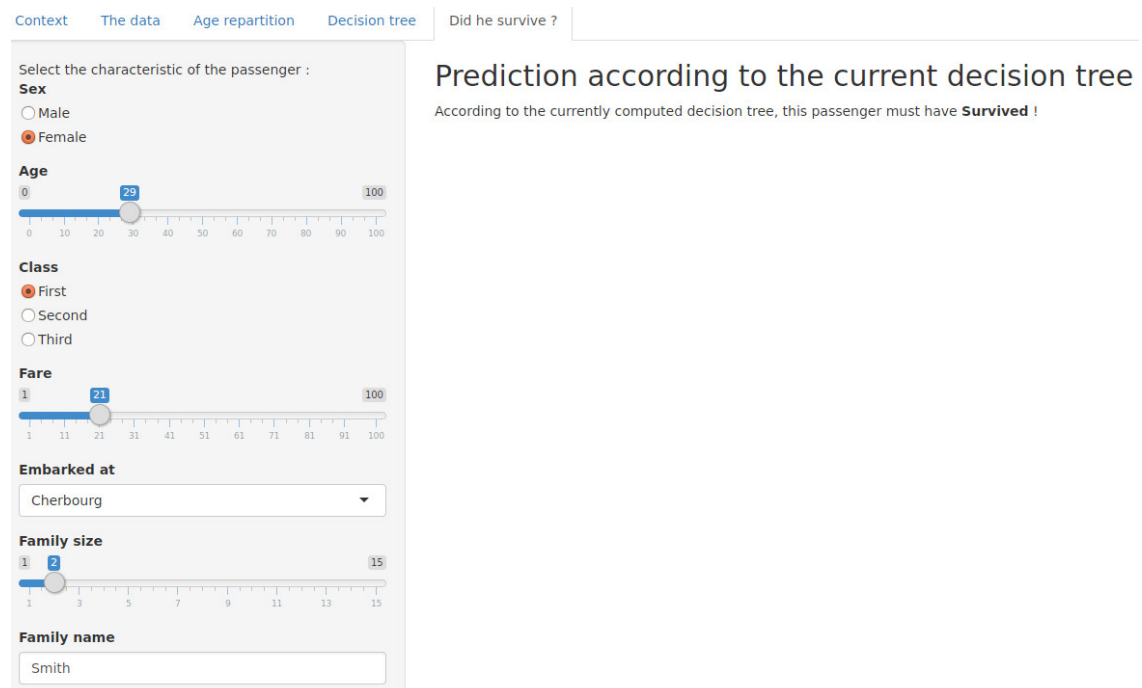 Context The data Age repartition Decision tree Did he survive ?
Select the characteristic of the passenger :
Sex
Male
Female
Age
0 29 100
0 10 20 30 40 50 60 70 80 90 100
Class
First
Second
Third
Fare
1 21 100
1 11 21 31 41 51 61 71 81 91 100
Embarked at
Cherbourg
Family size
1 2 15
1 3 5 7 9 11 13 15
Family name
Smith
Prediction according to the current decision tree
According to the currently computed decision tree, this passenger must have Survived !